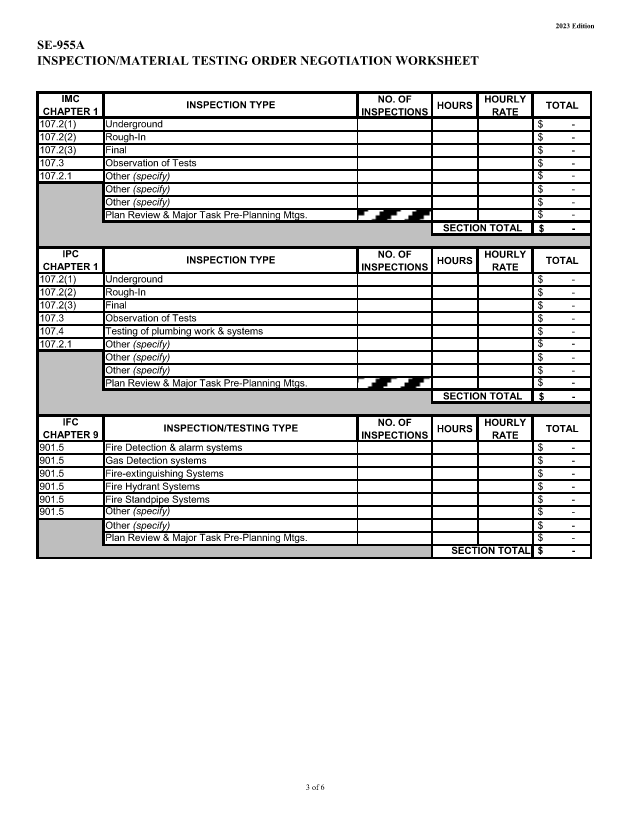 2023 Edition
SE-955A
INSPECTION/MATERIAL TESTING ORDER NEGOTIATION WORKSHEET
IMC CHAPTER 1 INSPECTION TYPE NO. OF INSPECTIONS HOURS HOURLY RATE TOTAL
107.2(1) Underground $ -
107.2(2) Rough-In $ -
107.2(3) Final $ -
107.3 Observation of Tests $ -
107.2.1 Other (specify) $ -
Other (specify) $ -
Other (specify) $ -
Plan Review & Major Task Pre-Planning Mtgs. $ -
SECTION TOTAL $ -
IPC CHAPTER 1 INSPECTION TYPE NO. OF INSPECTIONS HOURS HOURLY RATE TOTAL
107.2(1) Underground $ -
107.2(2) Rough-In $ -
107.2(3) Final $ -
107.3 Observation of Tests $ -
107.4 Testing of plumbing work & systems $ -
107.2.1 Other (specify) $ -
Other (specify) $ -
Other (specify) $ -
Plan Review & Major Task Pre-Planning Mtgs. $ -
SECTION TOTAL $ -
IFC CHAPTER 9 INSPECTION/TESTING TYPE NO. OF INSPECTIONS HOURS HOURLY RATE TOTAL
901.5 Fire Detection & alarm systems $ -
901.5 Gas Detection systems $ -
901.5 Fire-extinguishing Systems $ -
901.5 Fire Hydrant Systems $ -
901.5 Fire Standpipe Systems $ -
901.5 Other (specify) $ -
Other (specify) $ -
Plan Review & Major Task Pre-Planning Mtgs. $ -
SECTION TOTAL $ -
3 of 6